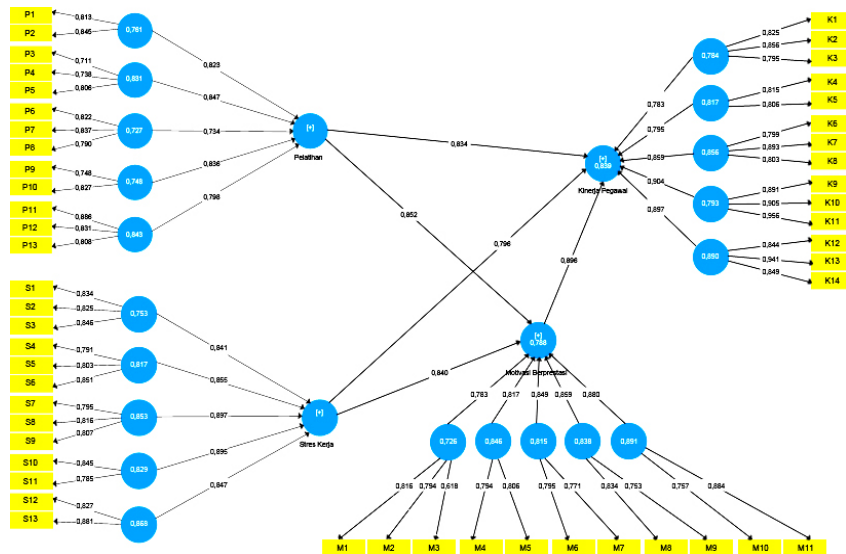 P1
0,813
P2
0,845
0,761
P3
0,711
P4
0,738
P5
0,806
0,831
P6
0,822
P7
0,837
P8
0,790
0,727
P9
0,748
P10
0,827
0,748
P11
0,886
P12
0,831
P13
0,808
0,843
0,823
0,847
0,734
0,836
0,798
[+]
Pelatihan
0,834
0,852
S1
0,834
S2
0,825
S3
0,846
0,753
S4
0,791
S5
0,803
S6
0,851
0,817
S7
0,795
S8
0,816
S9
0,807
0,853
S10
0,845
S11
0,785
0,829
S12
0,827
S13
0,881
0,868
0,841
0,855
0,897
0,895
0,847
[+]
Stres Kerja
0,796
0,840
0,896
[+]
0,839
Kinerja Pegawai
0,783
0,795
0,859
0,904
0,897
0,784
0,825
K1
0,856
K2
0,795
K3
0,817
0,815
K4
0,806
K5
0,856
0,799
K6
0,893
K7
0,803
K8
0,793
0,891
K9
0,905
K10
0,956
K11
0,890
0,844
K12
0,941
K13
0,849
K14
[+]
0,788
Motivasi Berprestasi
0,783
0,817
0,849
0,859
0,880
0,726
0,846
0,815
0,838
0,891
0,816
0,794
0,618
0,794
0,806
0,795
0,771
0,834
0,753
0,757
0,884
M1
M2
M3
M4
M5
M6
M7
M8
M9
M10
M11